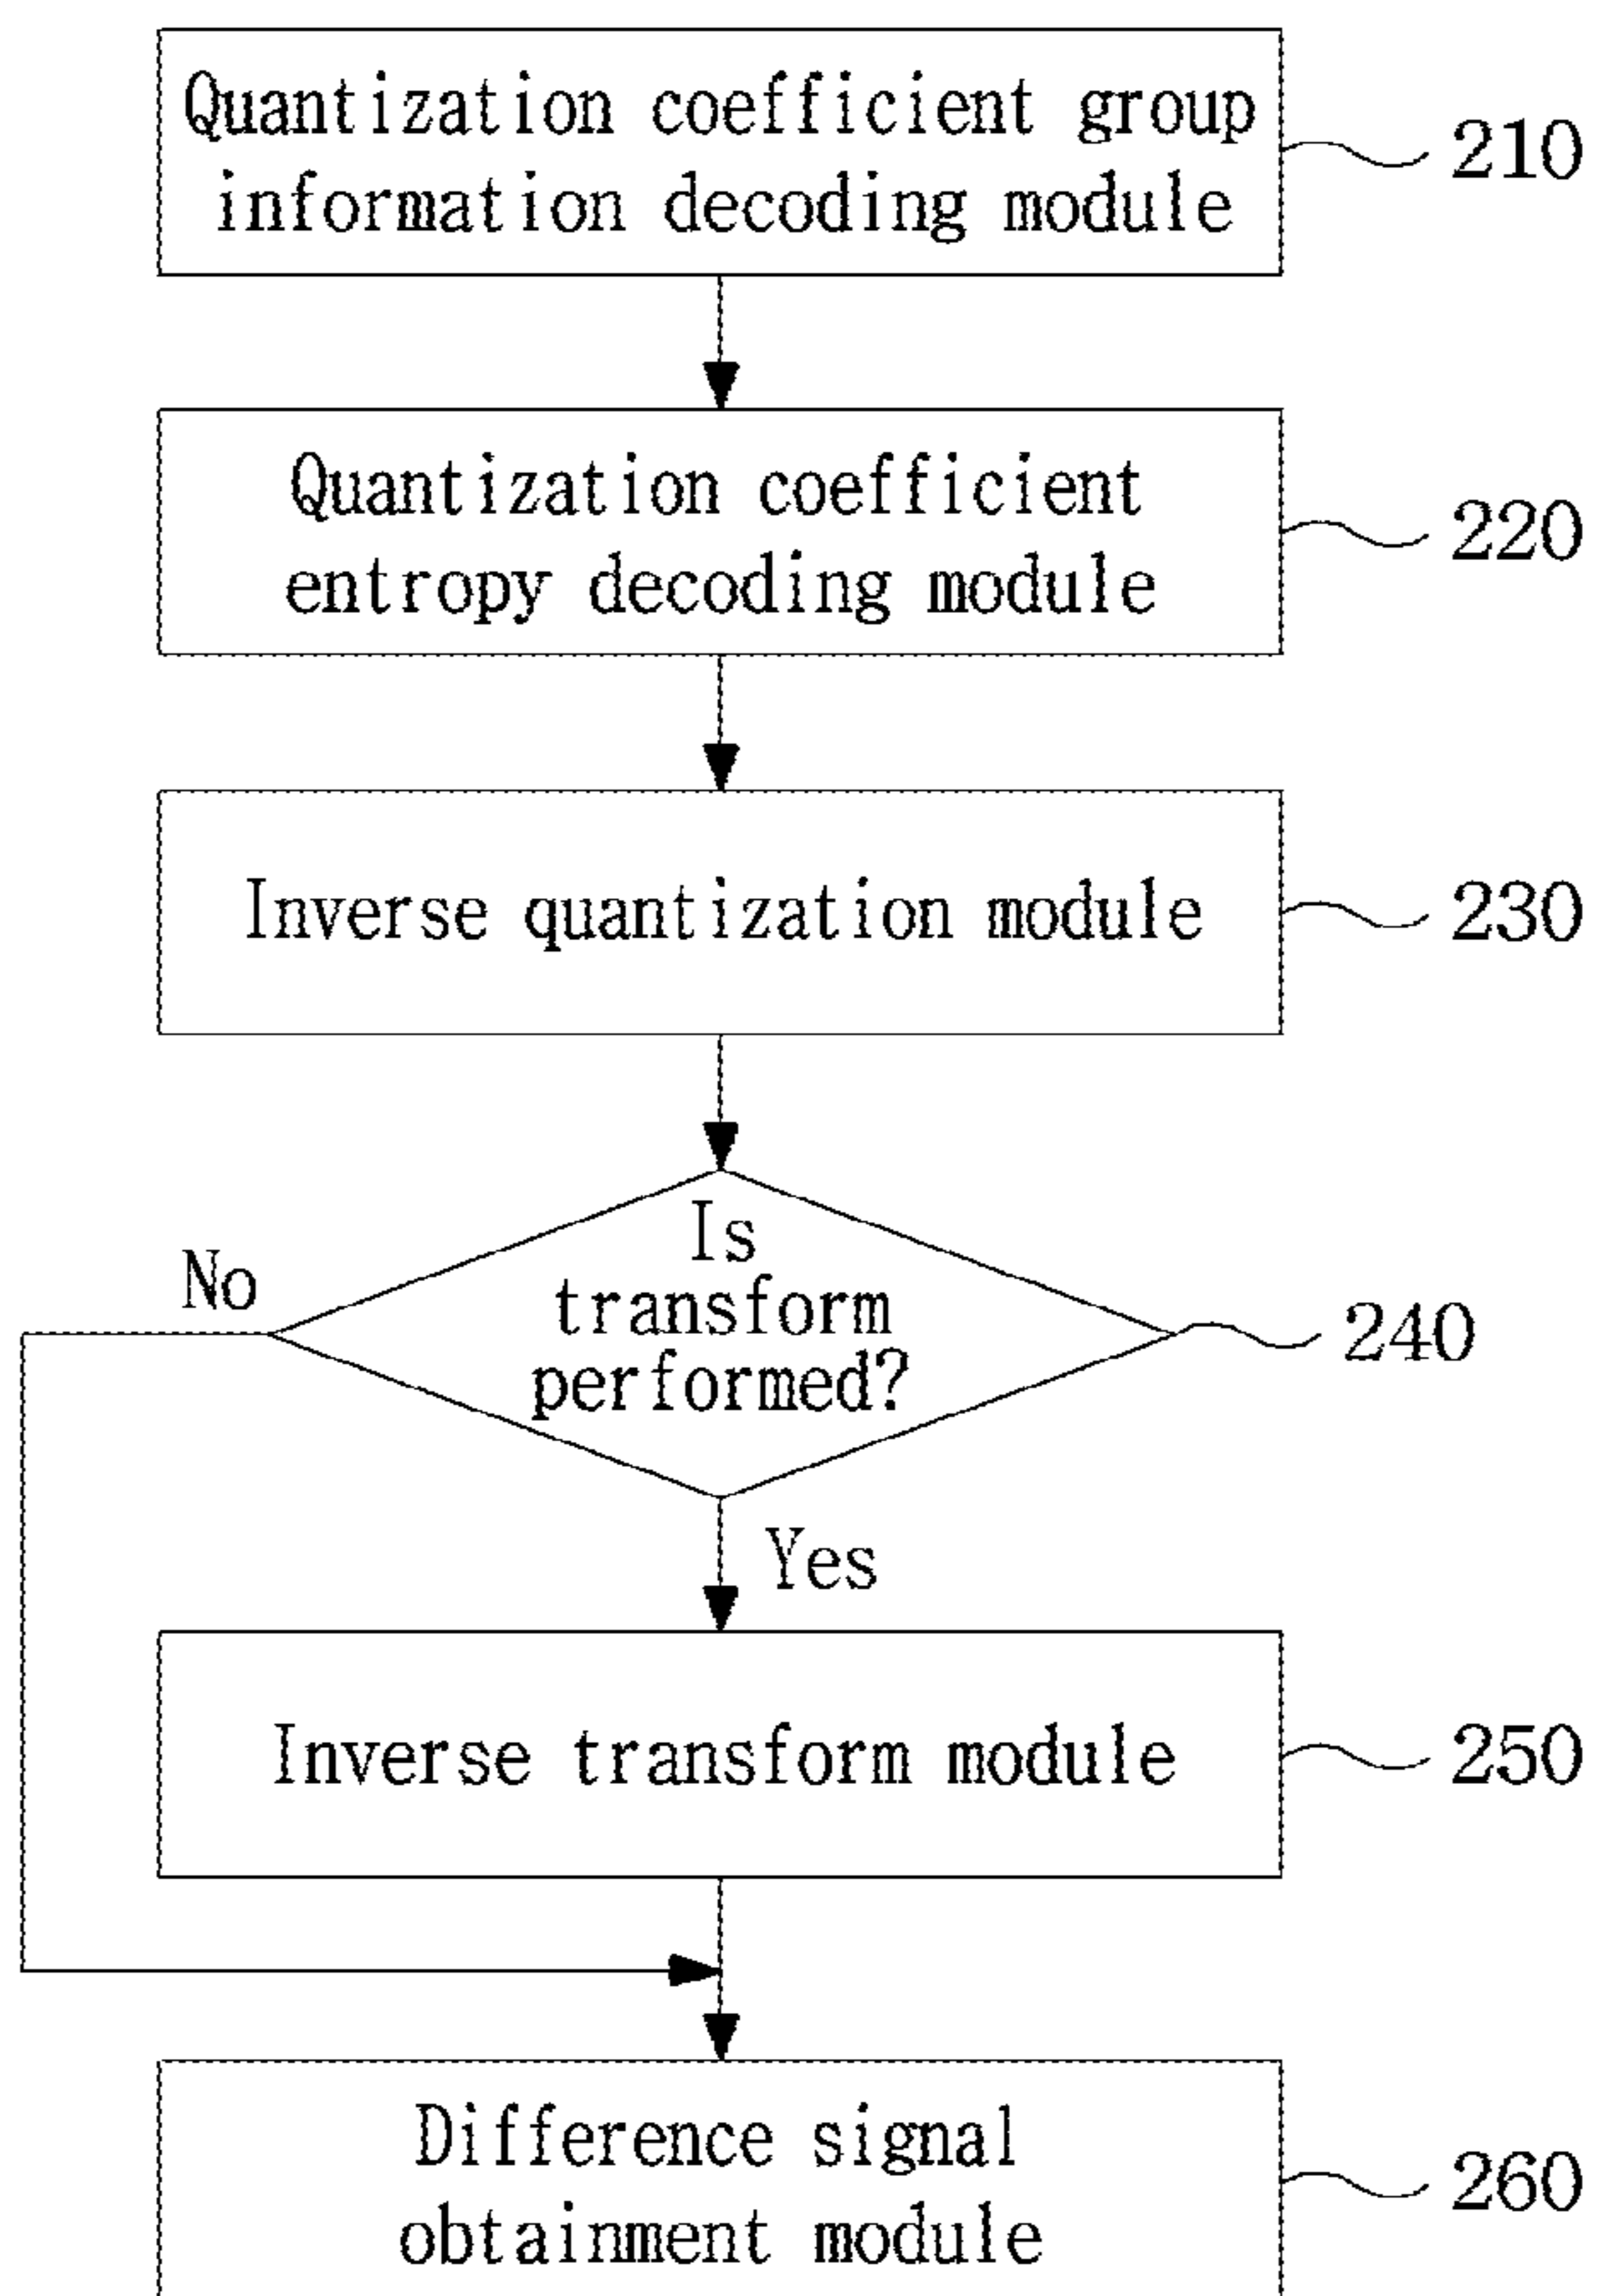 Quantization coefficient group
information decoding module
210
Quantization coefficient
entropy decoding module
220
Inverse quantization module
230
Is
transform
performed?
No
240
Yes
Inverse transform module
250
Difference signal
obtainment module
260